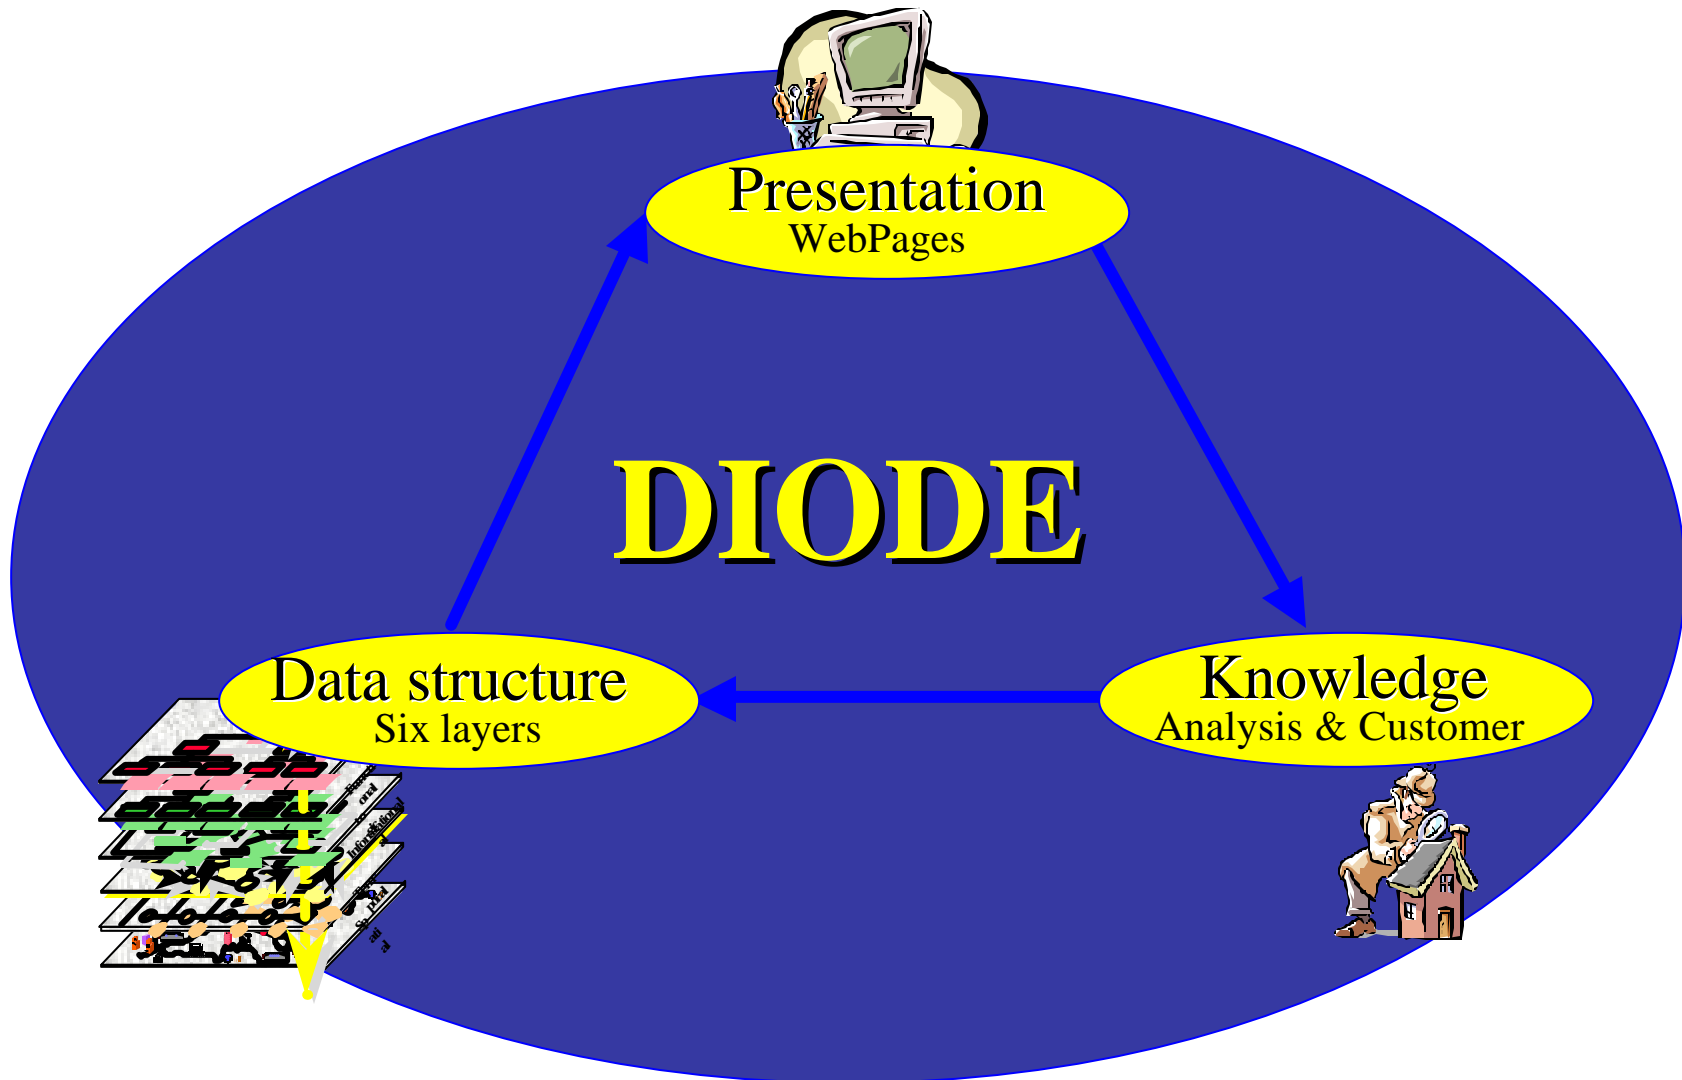 Presentation
WebPages
DIODE
Data structure
Six layers
Knowledge
Analysis & Customer